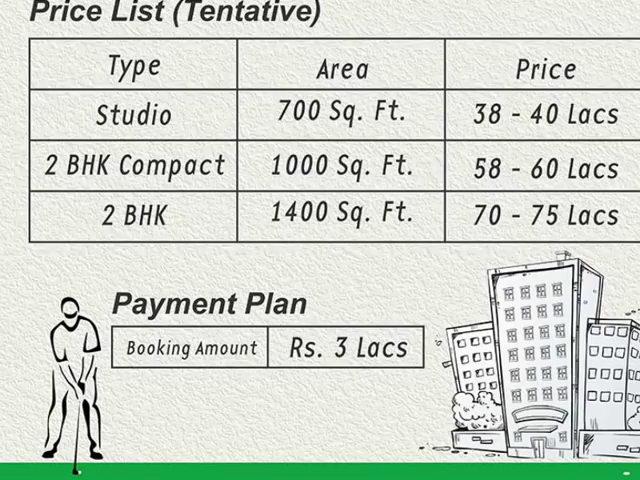 Price List (Tentative)
Type Area Price
Studio 700 Sq. Ft. 38 - 40 Lacs
2 BHK Compact 1000 Sq. Ft. 58 - 60 Lacs
2 BHK 1400 Sq. Ft. 70 - 75 Lacs
Payment Plan
Booking Amount Rs. 3 Lacs